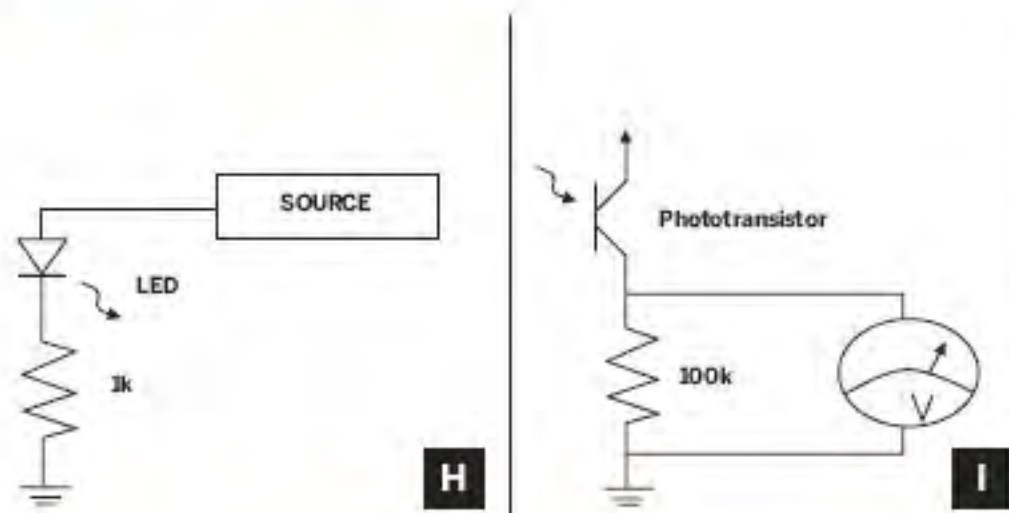 SOURCE
LED
1k
H
Phototransistor
100k
V
I